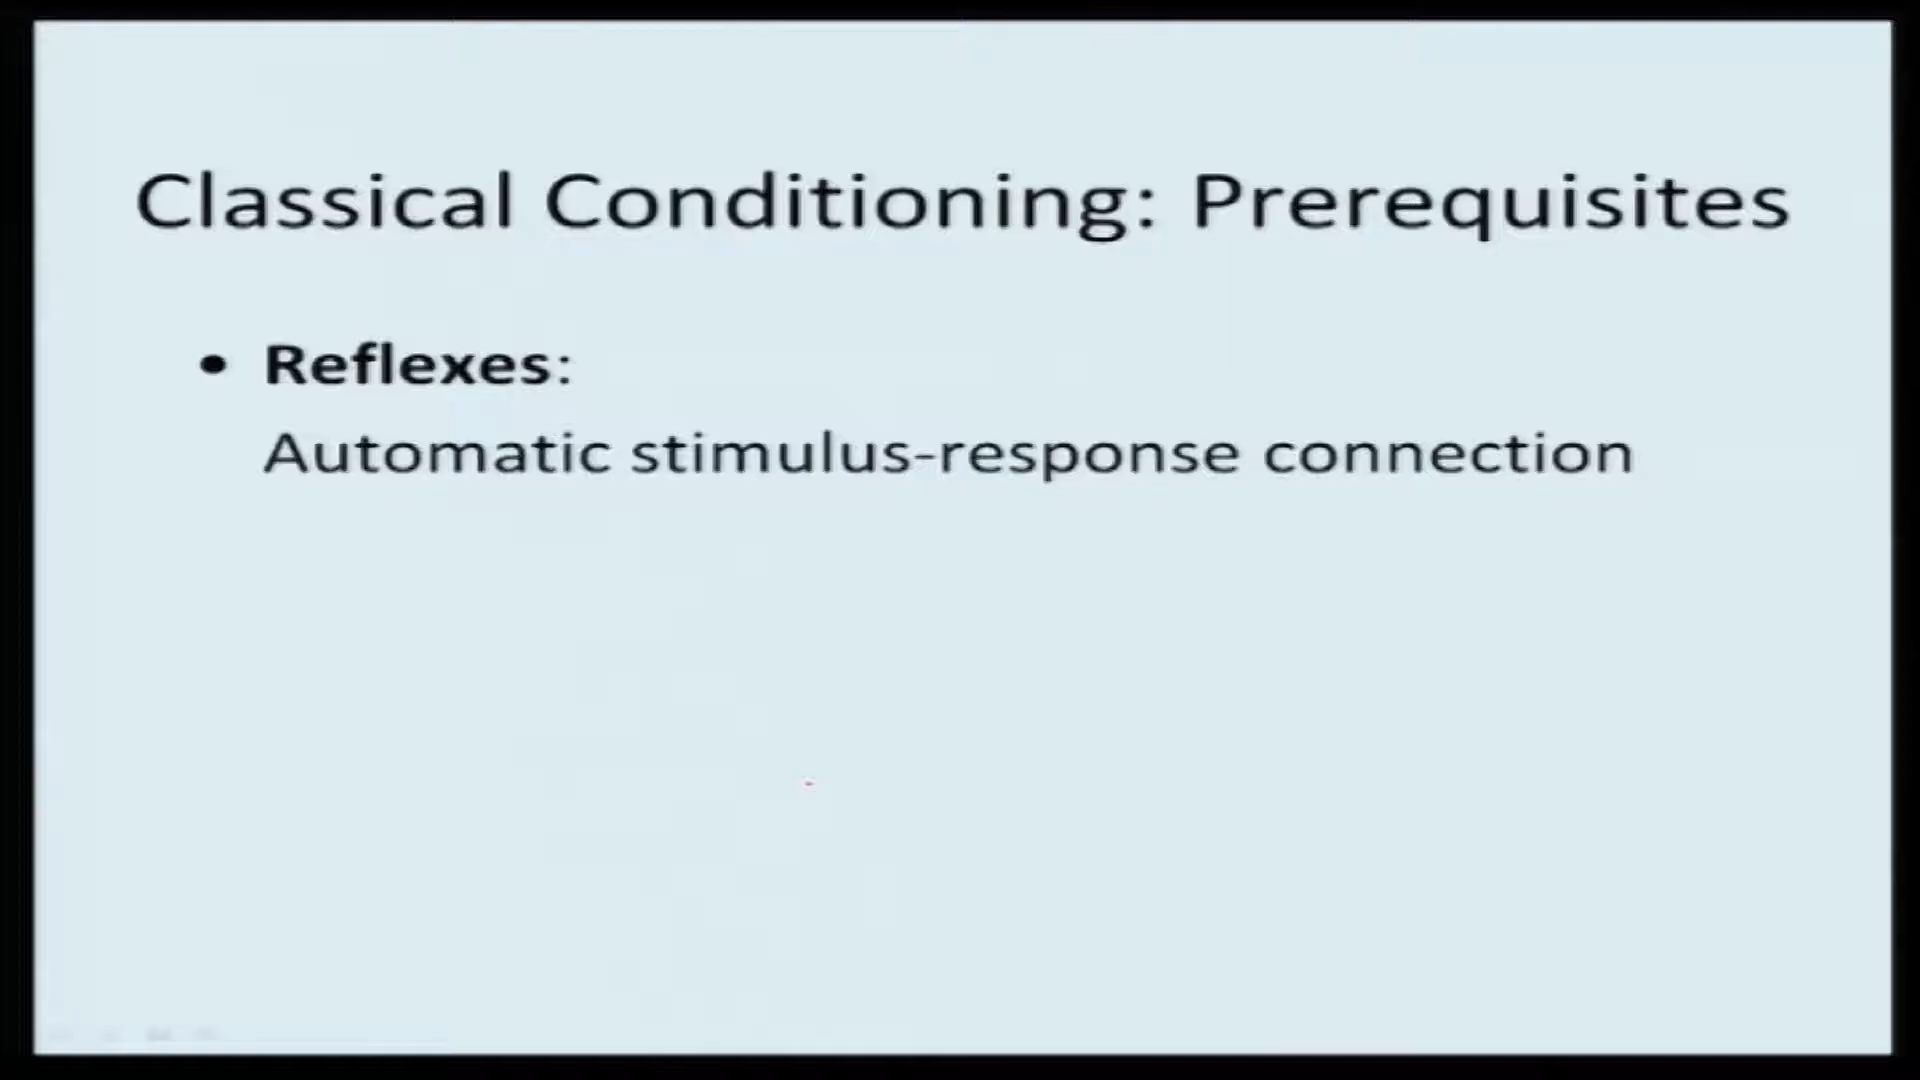 Classical Conditioning: Prerequisites
• Reflexes:
Automatic stimulus-response connection